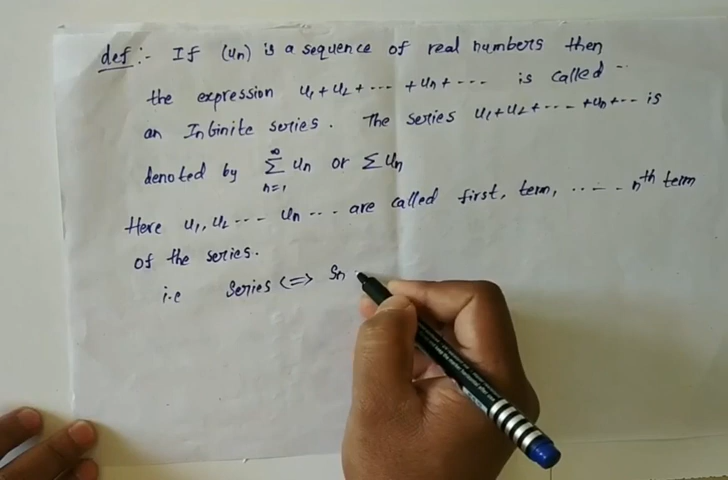 def:- If (un) is a sequence of real numbers then
the expression u1 + u2 + --- + un + --- is called -
an Infinite series. The series u1 + u2 + --- + un + -- is
denoted by ∞∑n=1 un or ∑ un
Here u1, u2 --- un --- are called first, term, ---- nth term
of the series.
i.e series <=> Sn